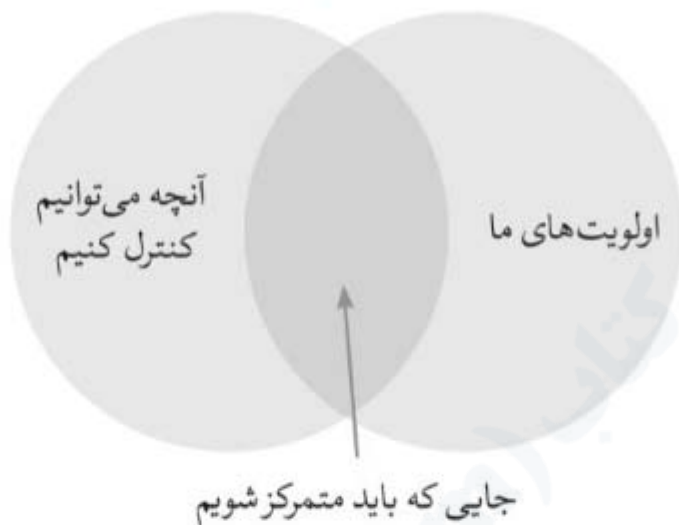 اولویت‌های ما
آنچه می‌توانیم
کنترل کنیم
جایی که باید متمرکز شویم